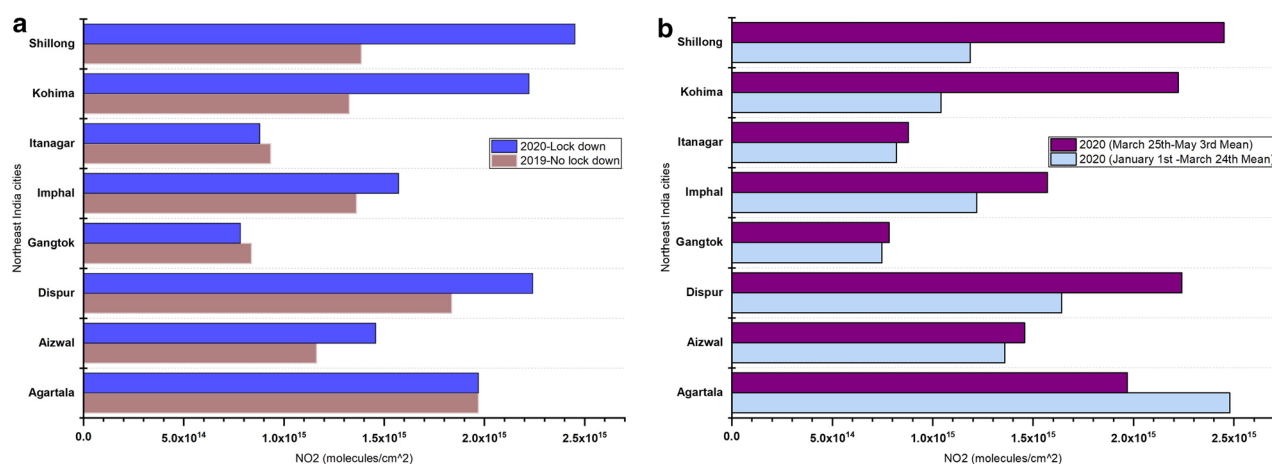 a
Northeast India cities
Shillong
Kohima
Itanagar
Imphal
Gangtok
Dispur
Aizwal
Agartala
2020-Lock down
2019-No lock down
0.0 5.0x10^14 1.0x10^15 1.5x10^15 2.0x10^15 2.5x10^15
NO2 (molecules/cm^2)
b
Northeast India cities
Shillong
Kohima
Itanagar
Imphal
Gangtok
Dispur
Aizwal
Agartala
2020 (March 25th-May 3rd Mean)
2020 (January 1st -March 24th Mean)
0.0 5.0x10^14 1.0x10^15 1.5x10^15 2.0x10^15 2.5x10^15
NO2 (molecules/cm^2)